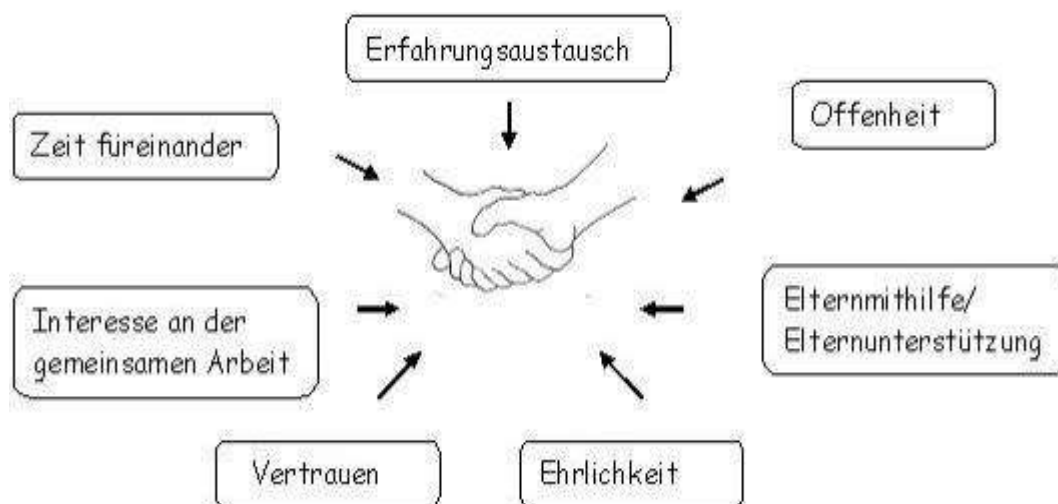 Erfahrungsaustausch
Offenheit
Zeit füreinander
Interesse an der
gemeinsamen Arbeit
Elternmithilfe/
Elternunterstützung
Vertrauen
Ehrlichkeit